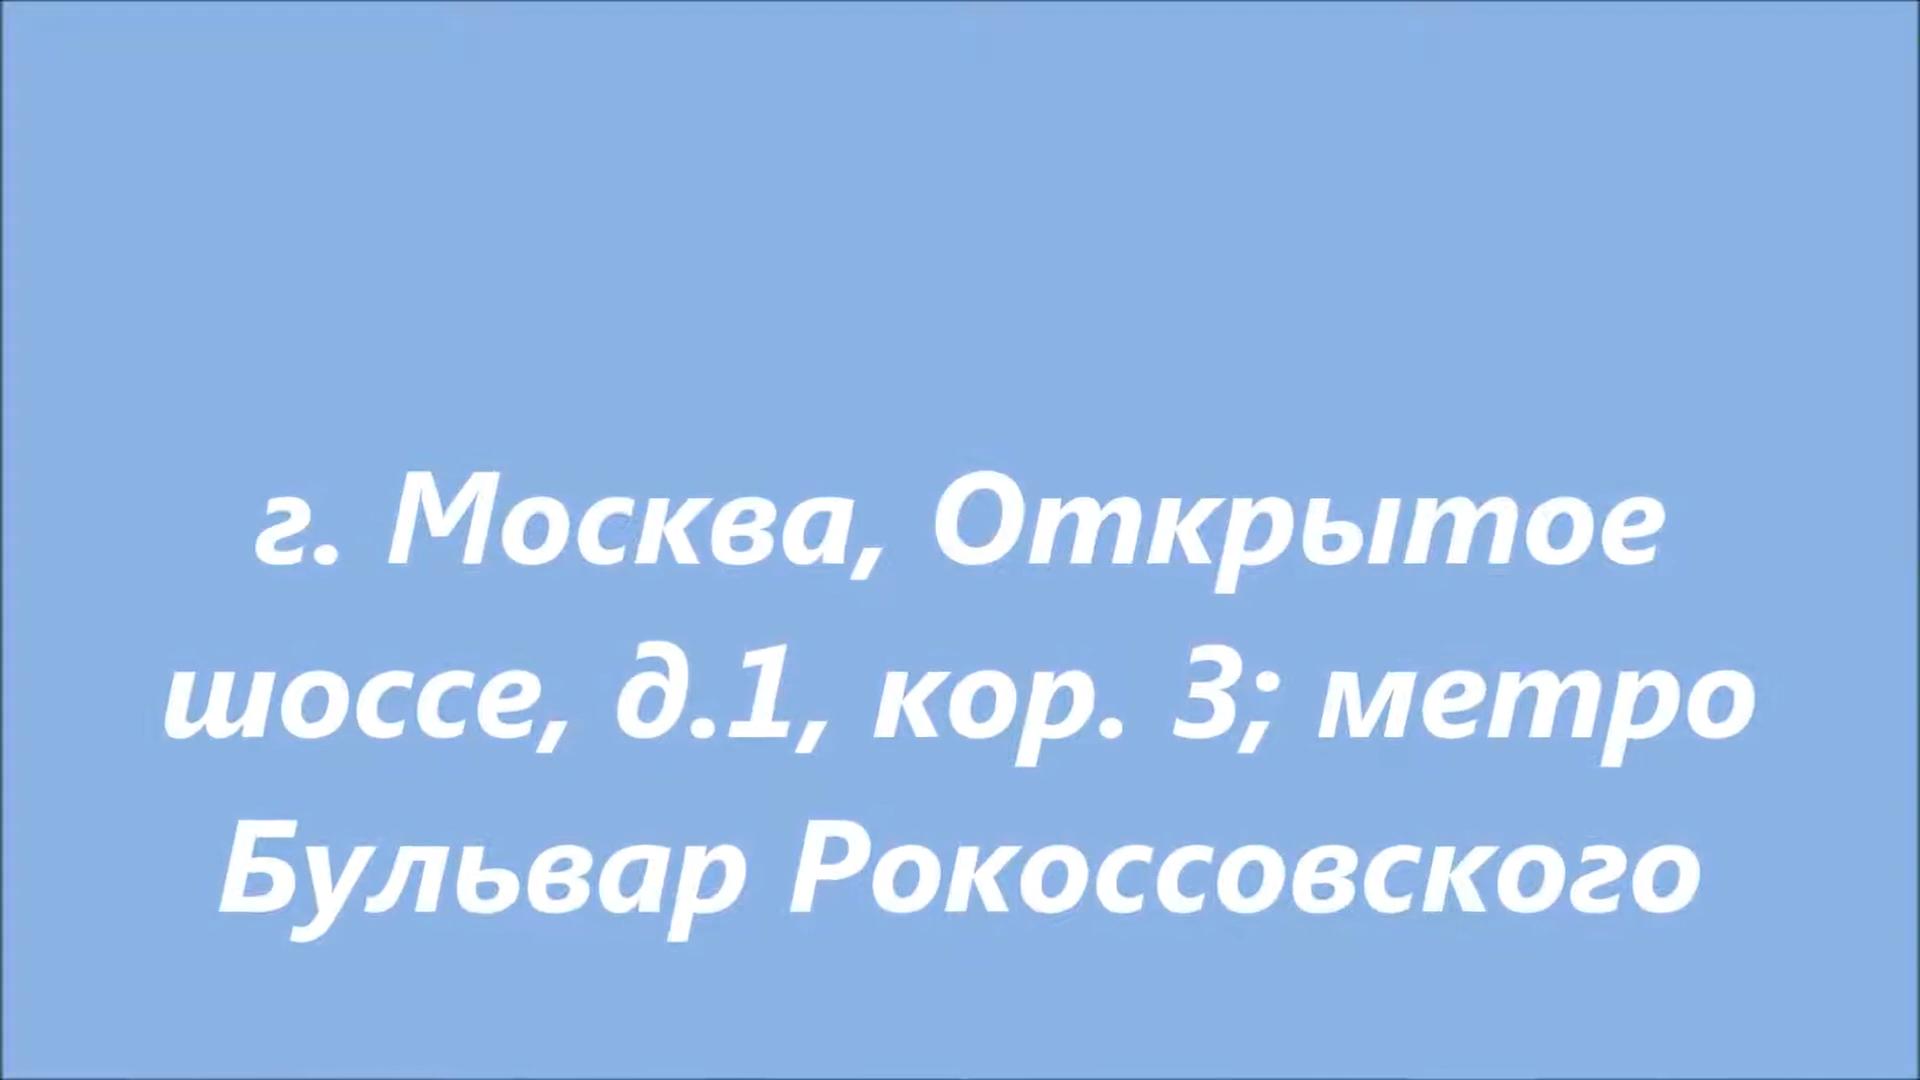 г. Москва, Открытое
шоссе, д.1, кор. 3; метро
Бульвар Рокоссовского